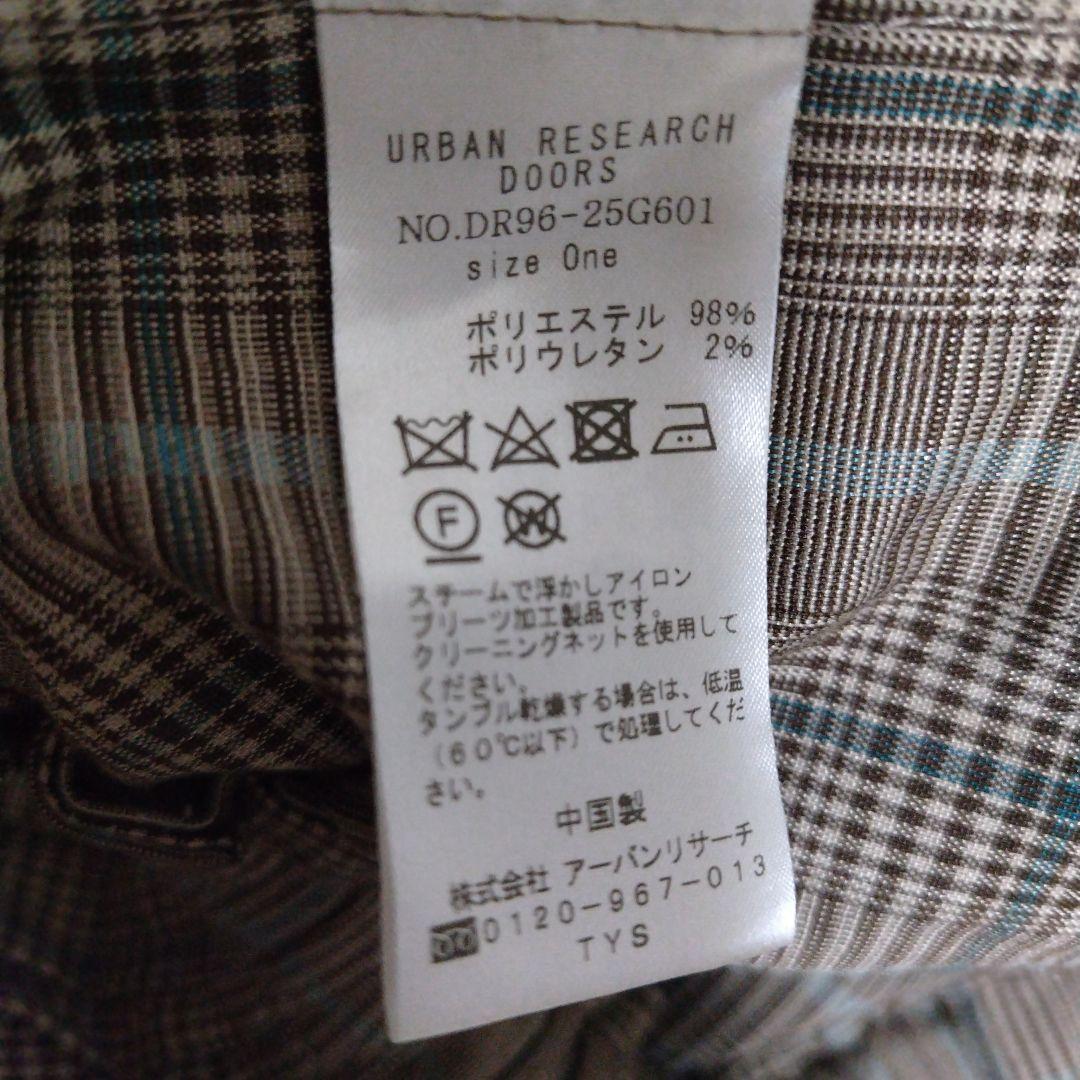 URBAN RESEARCH
DOORS
NO.DR96-25G601
size One
ポリエステル 98%
ポリウレタン 2%
F W
スチームで浮かしアイロン
プリーツ加工製品です。
クリーニングネットを使用して
ください。
タンブル乾燥する場合は、低温
(60℃以下)で処理してくだ
さい。
中国製
株式会社 アーバンリサーチ
0120-967-013
TYS